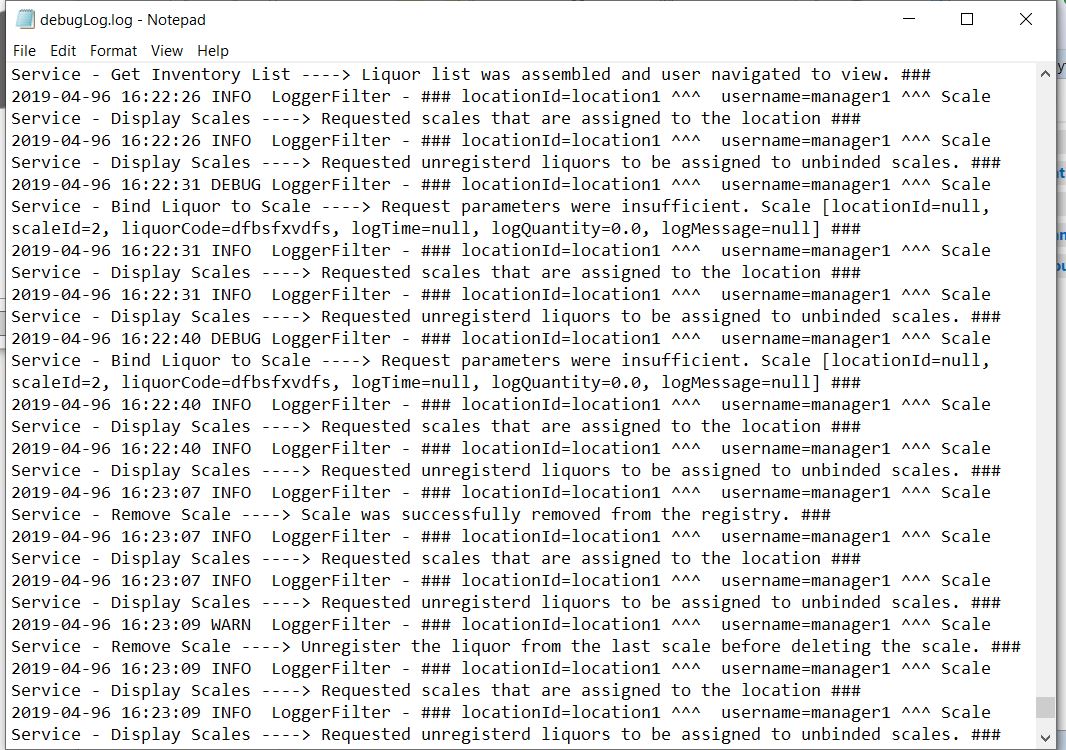 debugLog.log - Notepad
File Edit Format View Help
Service - Get Inventory List ----> Liquor list was assembled and user navigated to view. ###
2019-04-96 16:22:26 INFO  LoggerFilter - ### locationId=location1 ^^^  username=manager1 ^^^ Scale
Service - Display Scales ----> Requested scales that are assigned to the location ###
2019-04-96 16:22:26 INFO  LoggerFilter - ### locationId=location1 ^^^  username=manager1 ^^^ Scale
Service - Display Scales ----> Requested unregisterd liquors to be assigned to unbinded scales. ###
2019-04-96 16:22:31 DEBUG LoggerFilter - ### locationId=location1 ^^^  username=manager1 ^^^ Scale
Service - Bind Liquor to Scale ----> Request parameters were insufficient. Scale [locationId=null,
scaleId=2, liquorCode=dfbsfxvdfs, logTime=null, logQuantity=0.0, logMessage=null] ###
2019-04-96 16:22:31 INFO  LoggerFilter - ### locationId=location1 ^^^  username=manager1 ^^^ Scale
Service - Display Scales ----> Requested scales that are assigned to the location ###
2019-04-96 16:22:31 INFO  LoggerFilter - ### locationId=location1 ^^^  username=manager1 ^^^ Scale
Service - Display Scales ----> Requested unregisterd liquors to be assigned to unbinded scales. ###
2019-04-96 16:22:40 DEBUG LoggerFilter - ### locationId=location1 ^^^  username=manager1 ^^^ Scale
Service - Bind Liquor to Scale ----> Request parameters were insufficient. Scale [locationId=null,
scaleId=2, liquorCode=dfbsfxvdfs, logTime=null, logQuantity=0.0, logMessage=null] ###
2019-04-96 16:22:40 INFO  LoggerFilter - ### locationId=location1 ^^^  username=manager1 ^^^ Scale
Service - Display Scales ----> Requested scales that are assigned to the location ###
2019-04-96 16:22:40 INFO  LoggerFilter - ### locationId=location1 ^^^  username=manager1 ^^^ Scale
Service - Display Scales ----> Requested unregisterd liquors to be assigned to unbinded scales. ###
2019-04-96 16:23:07 INFO  LoggerFilter - ### locationId=location1 ^^^  username=manager1 ^^^ Scale
Service - Remove Scale ----> Scale was successfully removed from the registry. ###
2019-04-96 16:23:07 INFO  LoggerFilter - ### locationId=location1 ^^^  username=manager1 ^^^ Scale
Service - Display Scales ----> Requested scales that are assigned to the location ###
2019-04-96 16:23:07 INFO  LoggerFilter - ### locationId=location1 ^^^  username=manager1 ^^^ Scale
Service - Display Scales ----> Requested unregisterd liquors to be assigned to unbinded scales. ###
2019-04-96 16:23:09 WARN  LoggerFilter - ### locationId=location1 ^^^  username=manager1 ^^^ Scale
Service - Remove Scale ----> Unregister the liquor from the last scale before deleting the scale. ###
2019-04-96 16:23:09 INFO  LoggerFilter - ### locationId=location1 ^^^  username=manager1 ^^^ Scale
Service - Display Scales ----> Requested scales that are assigned to the location ###
2019-04-96 16:23:09 INFO  LoggerFilter - ### locationId=location1 ^^^  username=manager1 ^^^ Scale
Service - Display Scales ----> Requested unregisterd liquors to be assigned to unbinded scales. ###